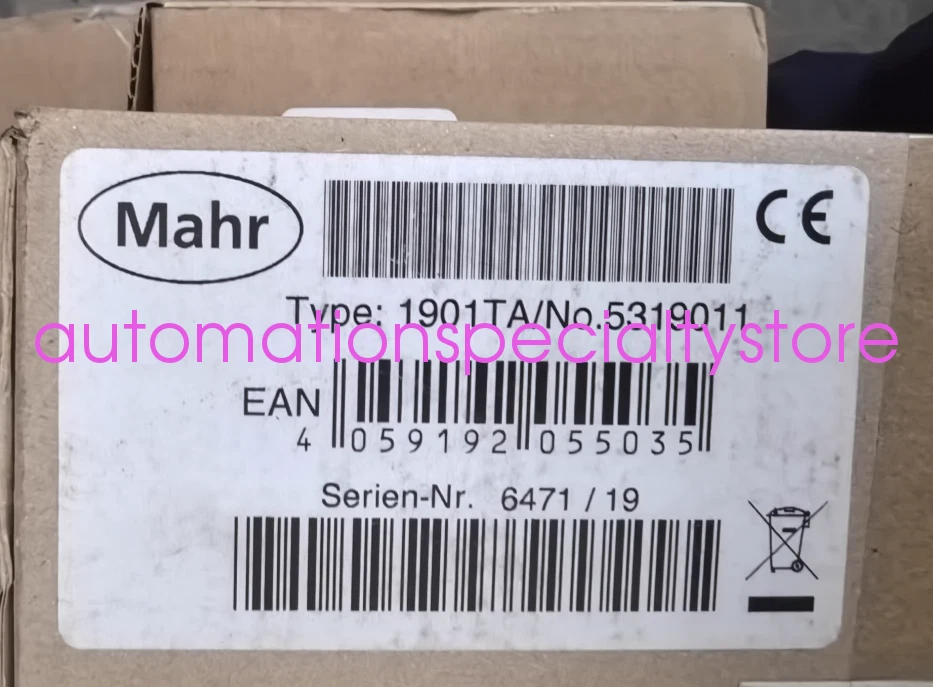 Mahr
CE
Type: 1901TA/No.5319011
automationspecialtystore
EAN
4 059192 055035
Serien-Nr. 6471 / 19